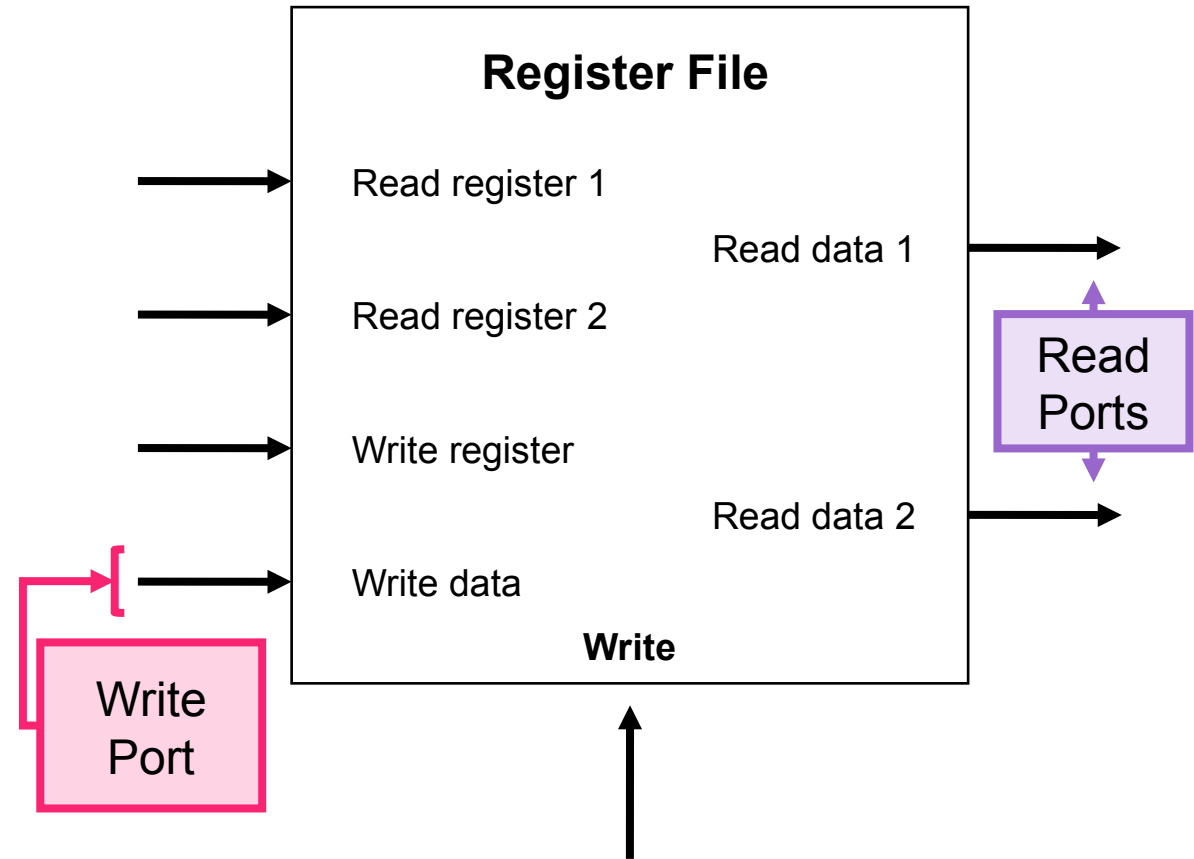 Register File
Read register 1
Read data 1
Read register 2
Read
Ports
Write register
Read data 2
Write data
Write
Write
Port